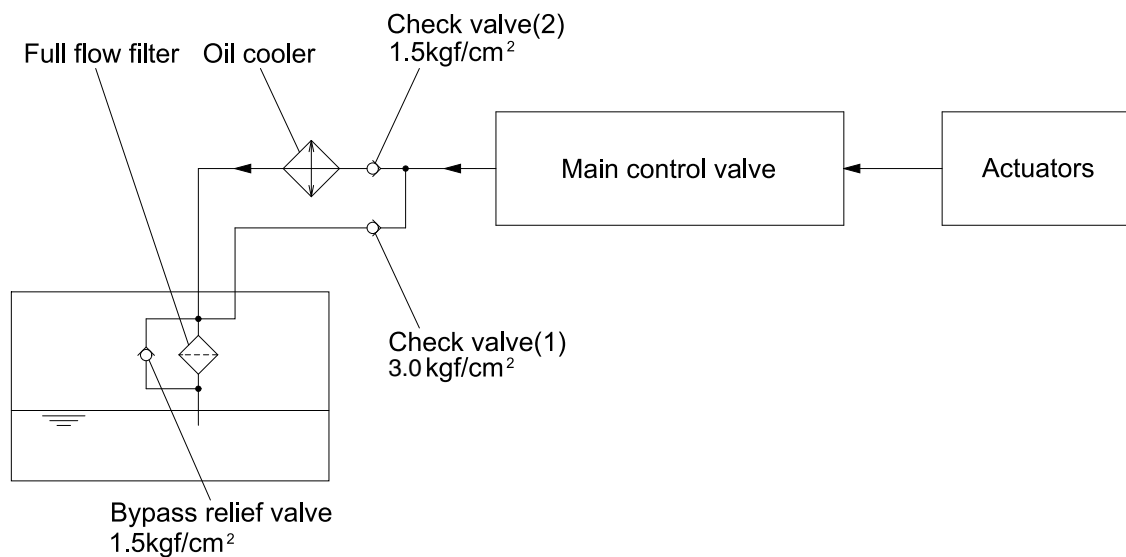 Check valve(2)
1.5kgf/cm²
Full flow filter
Oil cooler
Main control valve
Actuators
Check valve(1)
3.0kgf/cm²
Bypass relief valve
1.5kgf/cm²